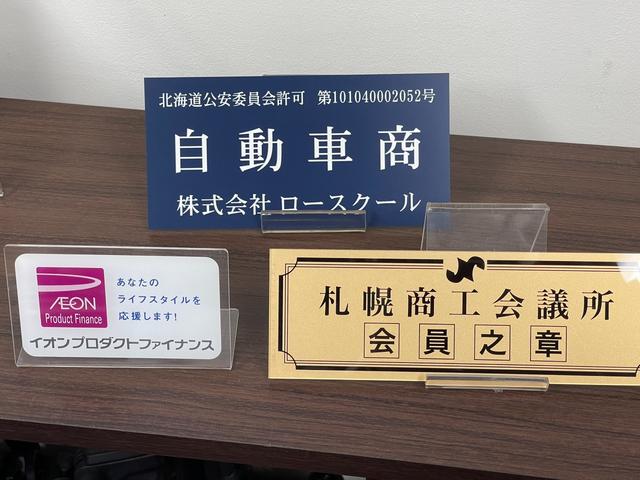 北海道公安委員会許可 第101040002052号
自動車商
株式会社 ロースクール
AEON
Product Finance
あなたの
ライフスタイルを
応援します!
イオンプロダクトファイナンス
札幌商工会議所
会員之章